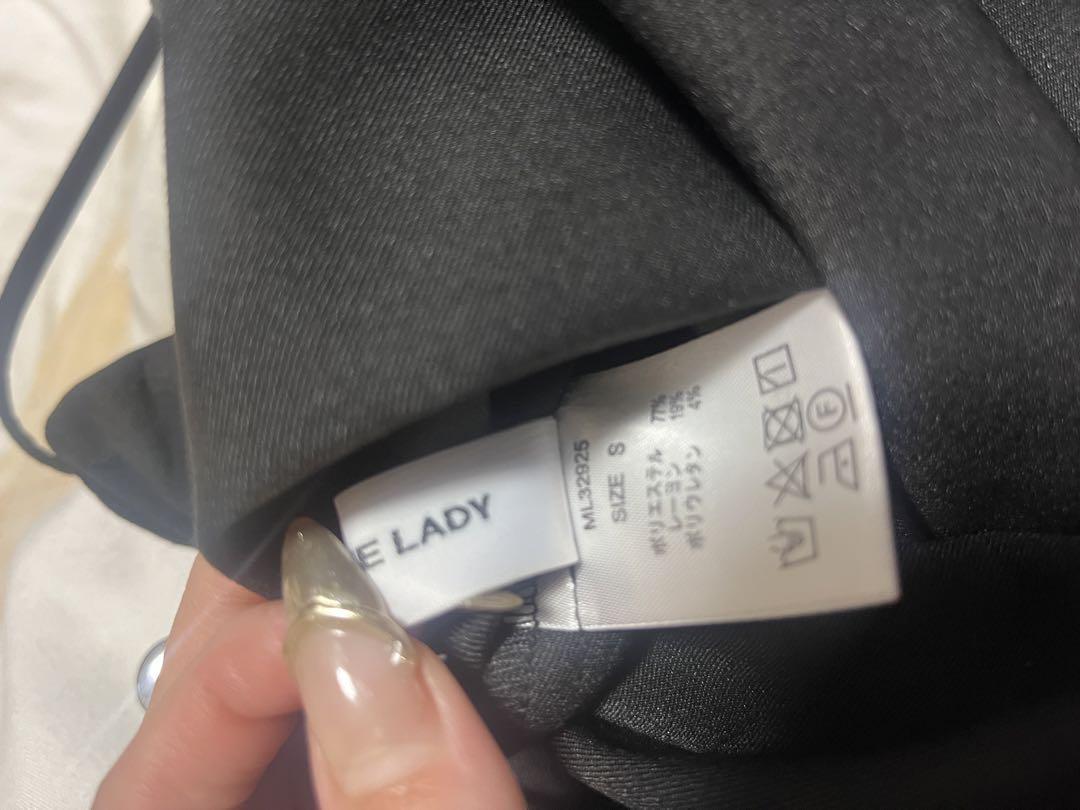 E LADY
ML32925
SIZE S
ポリエステル 77%
レーヨン 19%
ポリウレタン 4%
F